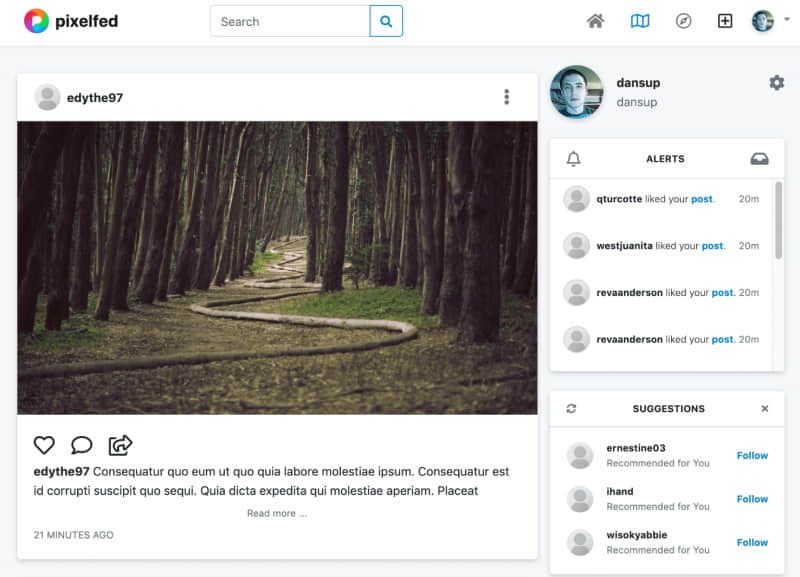 pixelfed
Search
edythe97
edythe97 Consequatur quo eum ut quo quia labore molestiae ipsum. Consequatur est
id corrupti suscipit quo sequi. Quia dicta expedita qui molestiae aperiam. Placeat
Read more ...
21 MINUTES AGO
dansup
dansup
ALERTS
qturcotte liked your post. 20m
westjuanita liked your post. 20m
revaanderson liked your post. 20m
revaanderson liked your post. 20m
SUGGESTIONS
ernestine03
Recommended for You
Follow
ihand
Recommended for You
Follow
wisokyabbie
Recommended for You
Follow